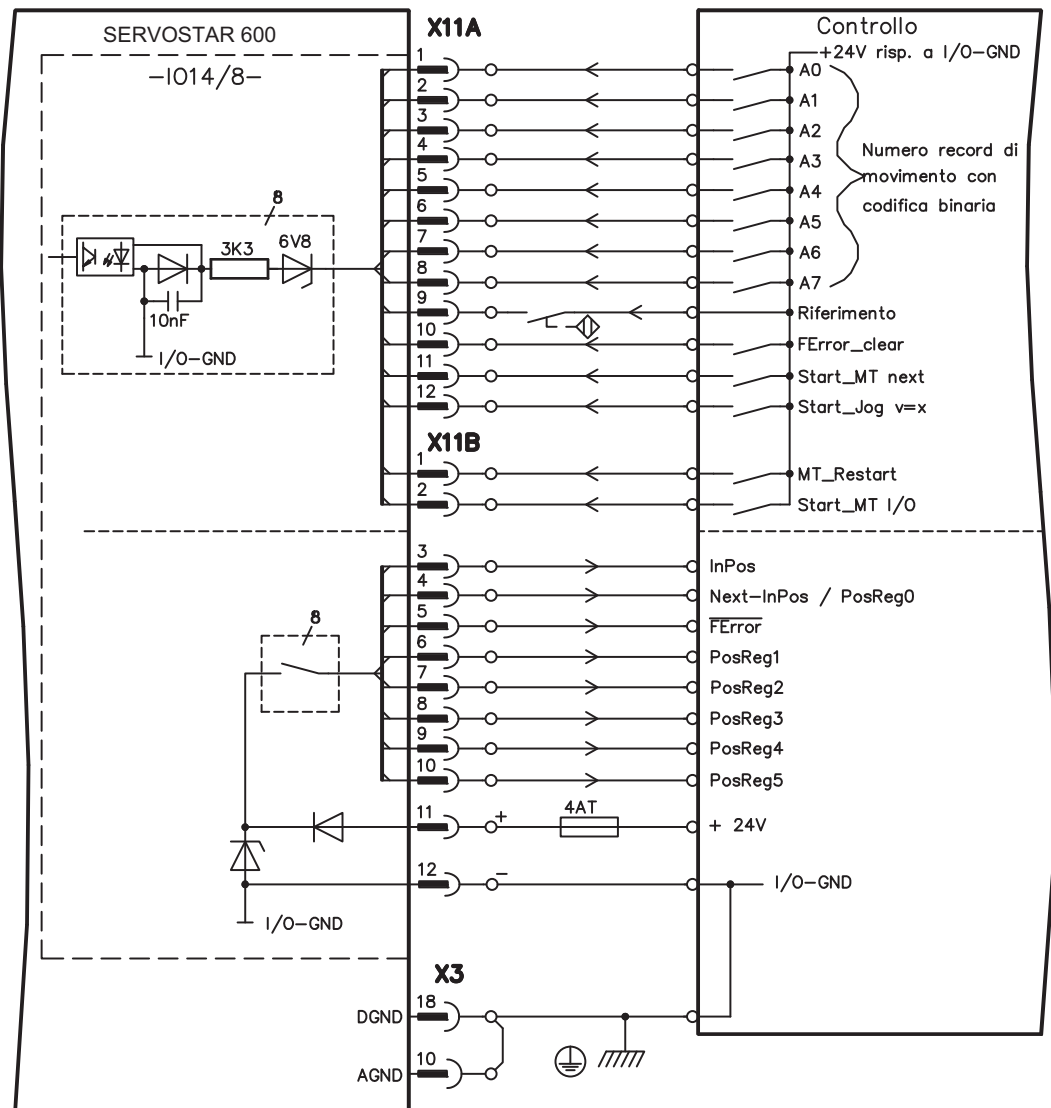 SERVOSTAR 600
X11A
Controllo
-IO14/8-
+24V risp. a I/O-GND
1
A0
2
A1
3
A2
4
A3
5
A4
6
A5
7
A6
8
A7
Numero record di
movimento con
codifica binaria
8
3K3
6V8
10nF
I/O-GND
9
Riferimento
10
FError_clear
11
Start_MT next
12
Start_Jog v=x
X11B
1
MT_Restart
2
Start_MT I/O
3
InPos
4
Next-InPos / PosReg0
5
FError
6
PosReg1
7
PosReg2
8
PosReg3
9
PosReg4
10
PosReg5
8
11
+
4AT
+ 24V
12
-
I/O-GND
I/O-GND
X3
DGND
18
AGND
10